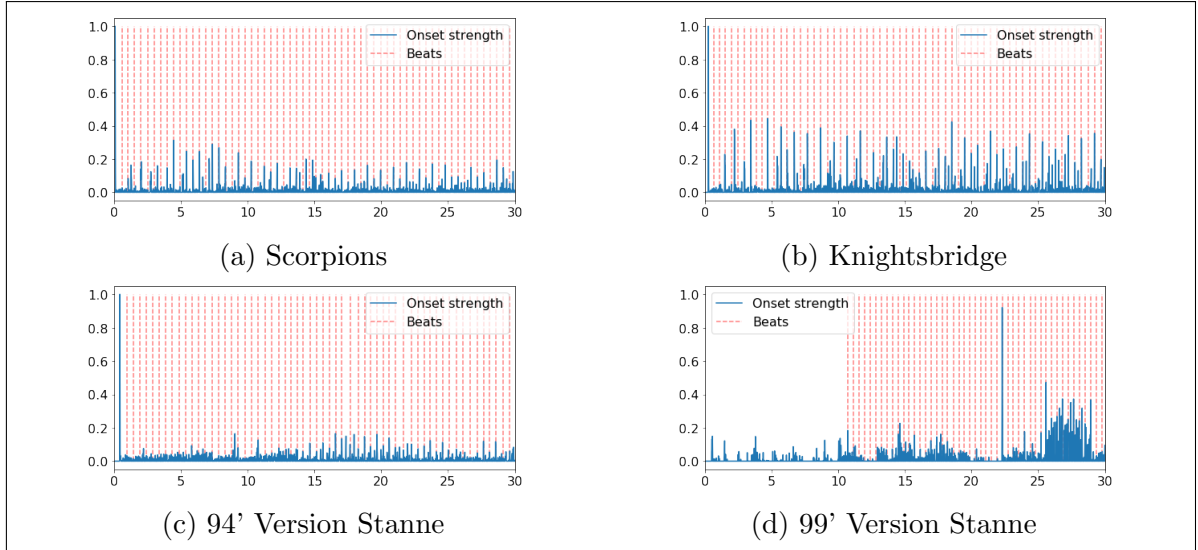 1.0
0.8
0.6
0.4
0.2
0.0
0 5 10 15 20 25 30
Onset strength
Beats
(a) Scorpions
1.0
0.8
0.6
0.4
0.2
0.0
0 5 10 15 20 25 30
Onset strength
Beats
(b) Knightsbridge
1.0
0.8
0.6
0.4
0.2
0.0
0 5 10 15 20 25 30
Onset strength
Beats
(c) 94' Version Stanne
1.0
0.8
0.6
0.4
0.2
0.0
0 5 10 15 20 25 30
Onset strength
Beats
(d) 99' Version Stanne